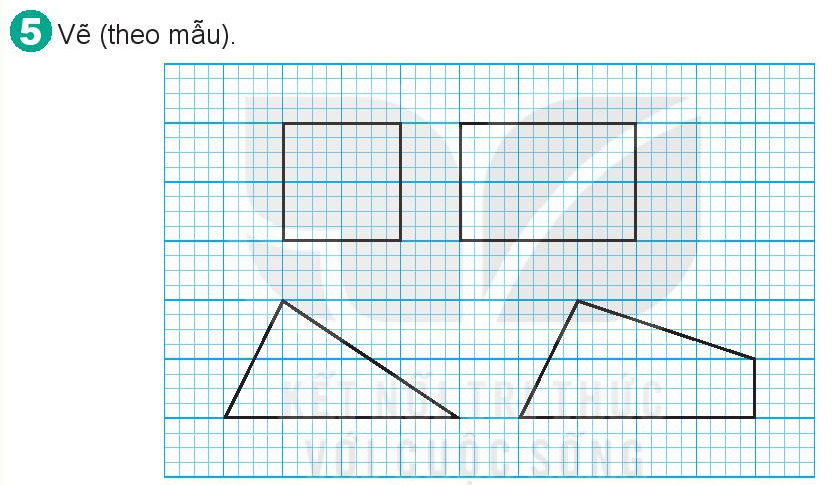 5 Vẽ (theo mẫu).
KẾT NỐI TRI THỨC
VỚI CUỘC SỐNG